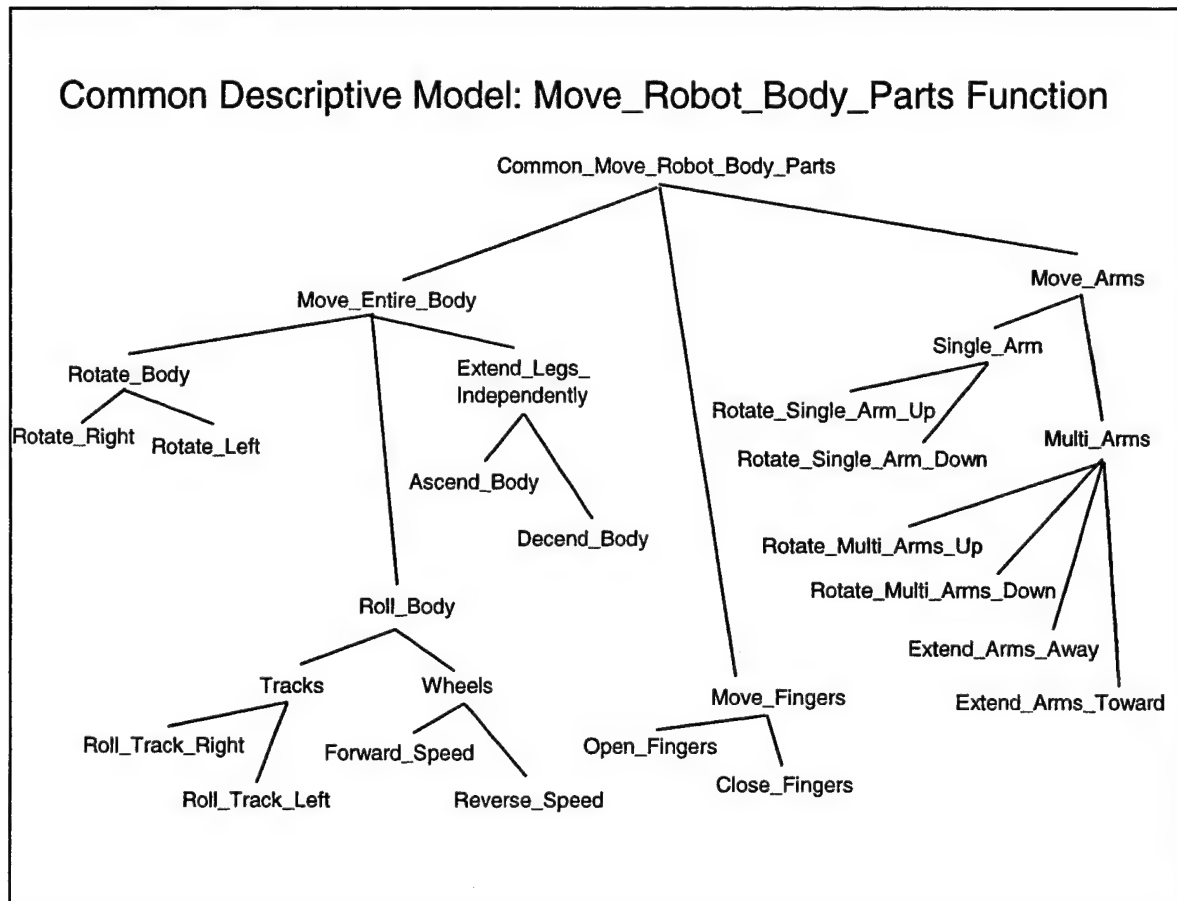 Common Descriptive Model: Move_Robot_Body_Parts Function
Common_Move_Robot_Body_Parts
Move_Entire_Body
Move_Arms
Rotate_Body
Extend_Legs_
Independently
Single_Arm
Rotate_Right
Rotate_Left
Rotate_Single_Arm_Up
Rotate_Single_Arm_Down
Multi_Arms
Ascend_Body
Decend_Body
Rotate_Multi_Arms_Up
Rotate_Multi_Arms_Down
Extend_Arms_Away
Extend_Arms_Toward
Roll_Body
Tracks
Wheels
Move_Fingers
Roll_Track_Right
Forward_Speed
Open_Fingers
Roll_Track_Left
Reverse_Speed
Close_Fingers